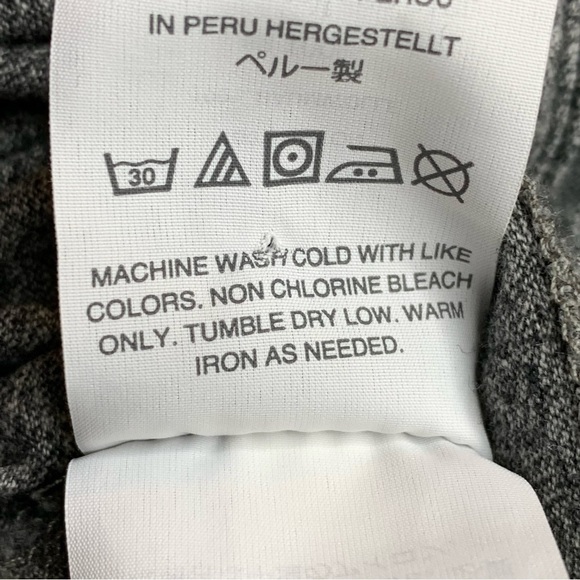 IN PERU HERGESTELLT
ペルー製
30
MACHINE WASH COLD WITH LIKE
COLORS. NON CHLORINE BLEACH
ONLY. TUMBLE DRY LOW. WARM
IRON AS NEEDED.